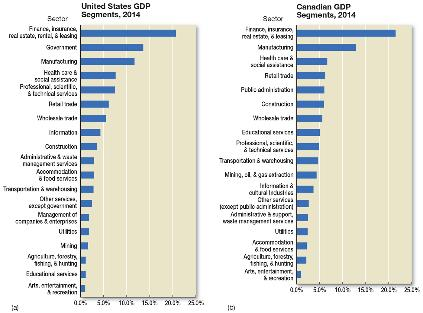 United States GDP
Segments, 2014
Sector
Finance, insurance,
real estate, rental, & leasing
Government
Manufacturing
Health care &
social assistance
Professional, scientific,
& technical services
Retail trade
Wholesale trade
Information
Construction
Administrative & waste
management services
Accommodation
& food services
Transportation & warehousing
Other services,
except government
Management of
companies & enterprises
Utilities
Mining
Agriculture, forestry,
fishing, & hunting
Educational services
Arts, entertainment,
& recreation
0.0% 5.0% 10.0% 15.0% 20.0% 25.0%
(a)
Canadian GDP
Segments, 2014
Sector
Finance, insurance,
real estate, & leasing
Manufacturing
Health care &
social assistance
Retail trade
Public administration
Construction
Wholesale trade
Educational services
Professional, scientific,
& technical services
Transportation & warehousing
Mining, oil, & gas extraction
Information &
cultural industries
Other services
(except public administration)
Administrative & support,
waste management services
Utilities
Accommodation
& food services
Agriculture, forestry,
fishing, & hunting
Arts, entertainment,
& recreation
0.0% 5.0% 10.0% 15.0% 20.0% 25.0%
(b)